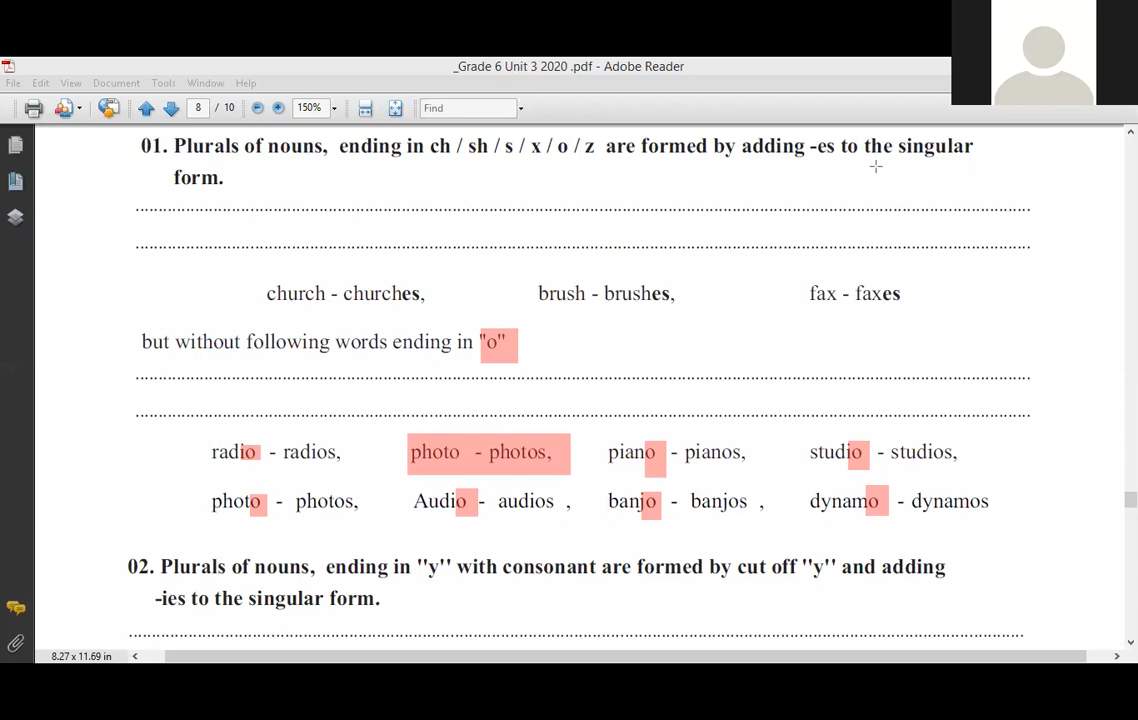 _Grade 6 Unit 3 2020 .pdf - Adobe Reader
File Edit View Document Tools Window Help
8 / 10 150% Find
01. Plurals of nouns, ending in ch / sh / s / x / o / z are formed by adding -es to the singular
form.
church - churches, brush - brushes, fax - faxes
but without following words ending in "o"
radio - radios, photo - photos, piano - pianos, studio - studios,
photo - photos, Audio - audios , banjo - banjos , dynamo - dynamos
02. Plurals of nouns, ending in "y" with consonant are formed by cut off "y" and adding
-ies to the singular form.
8.27 x 11.69 in